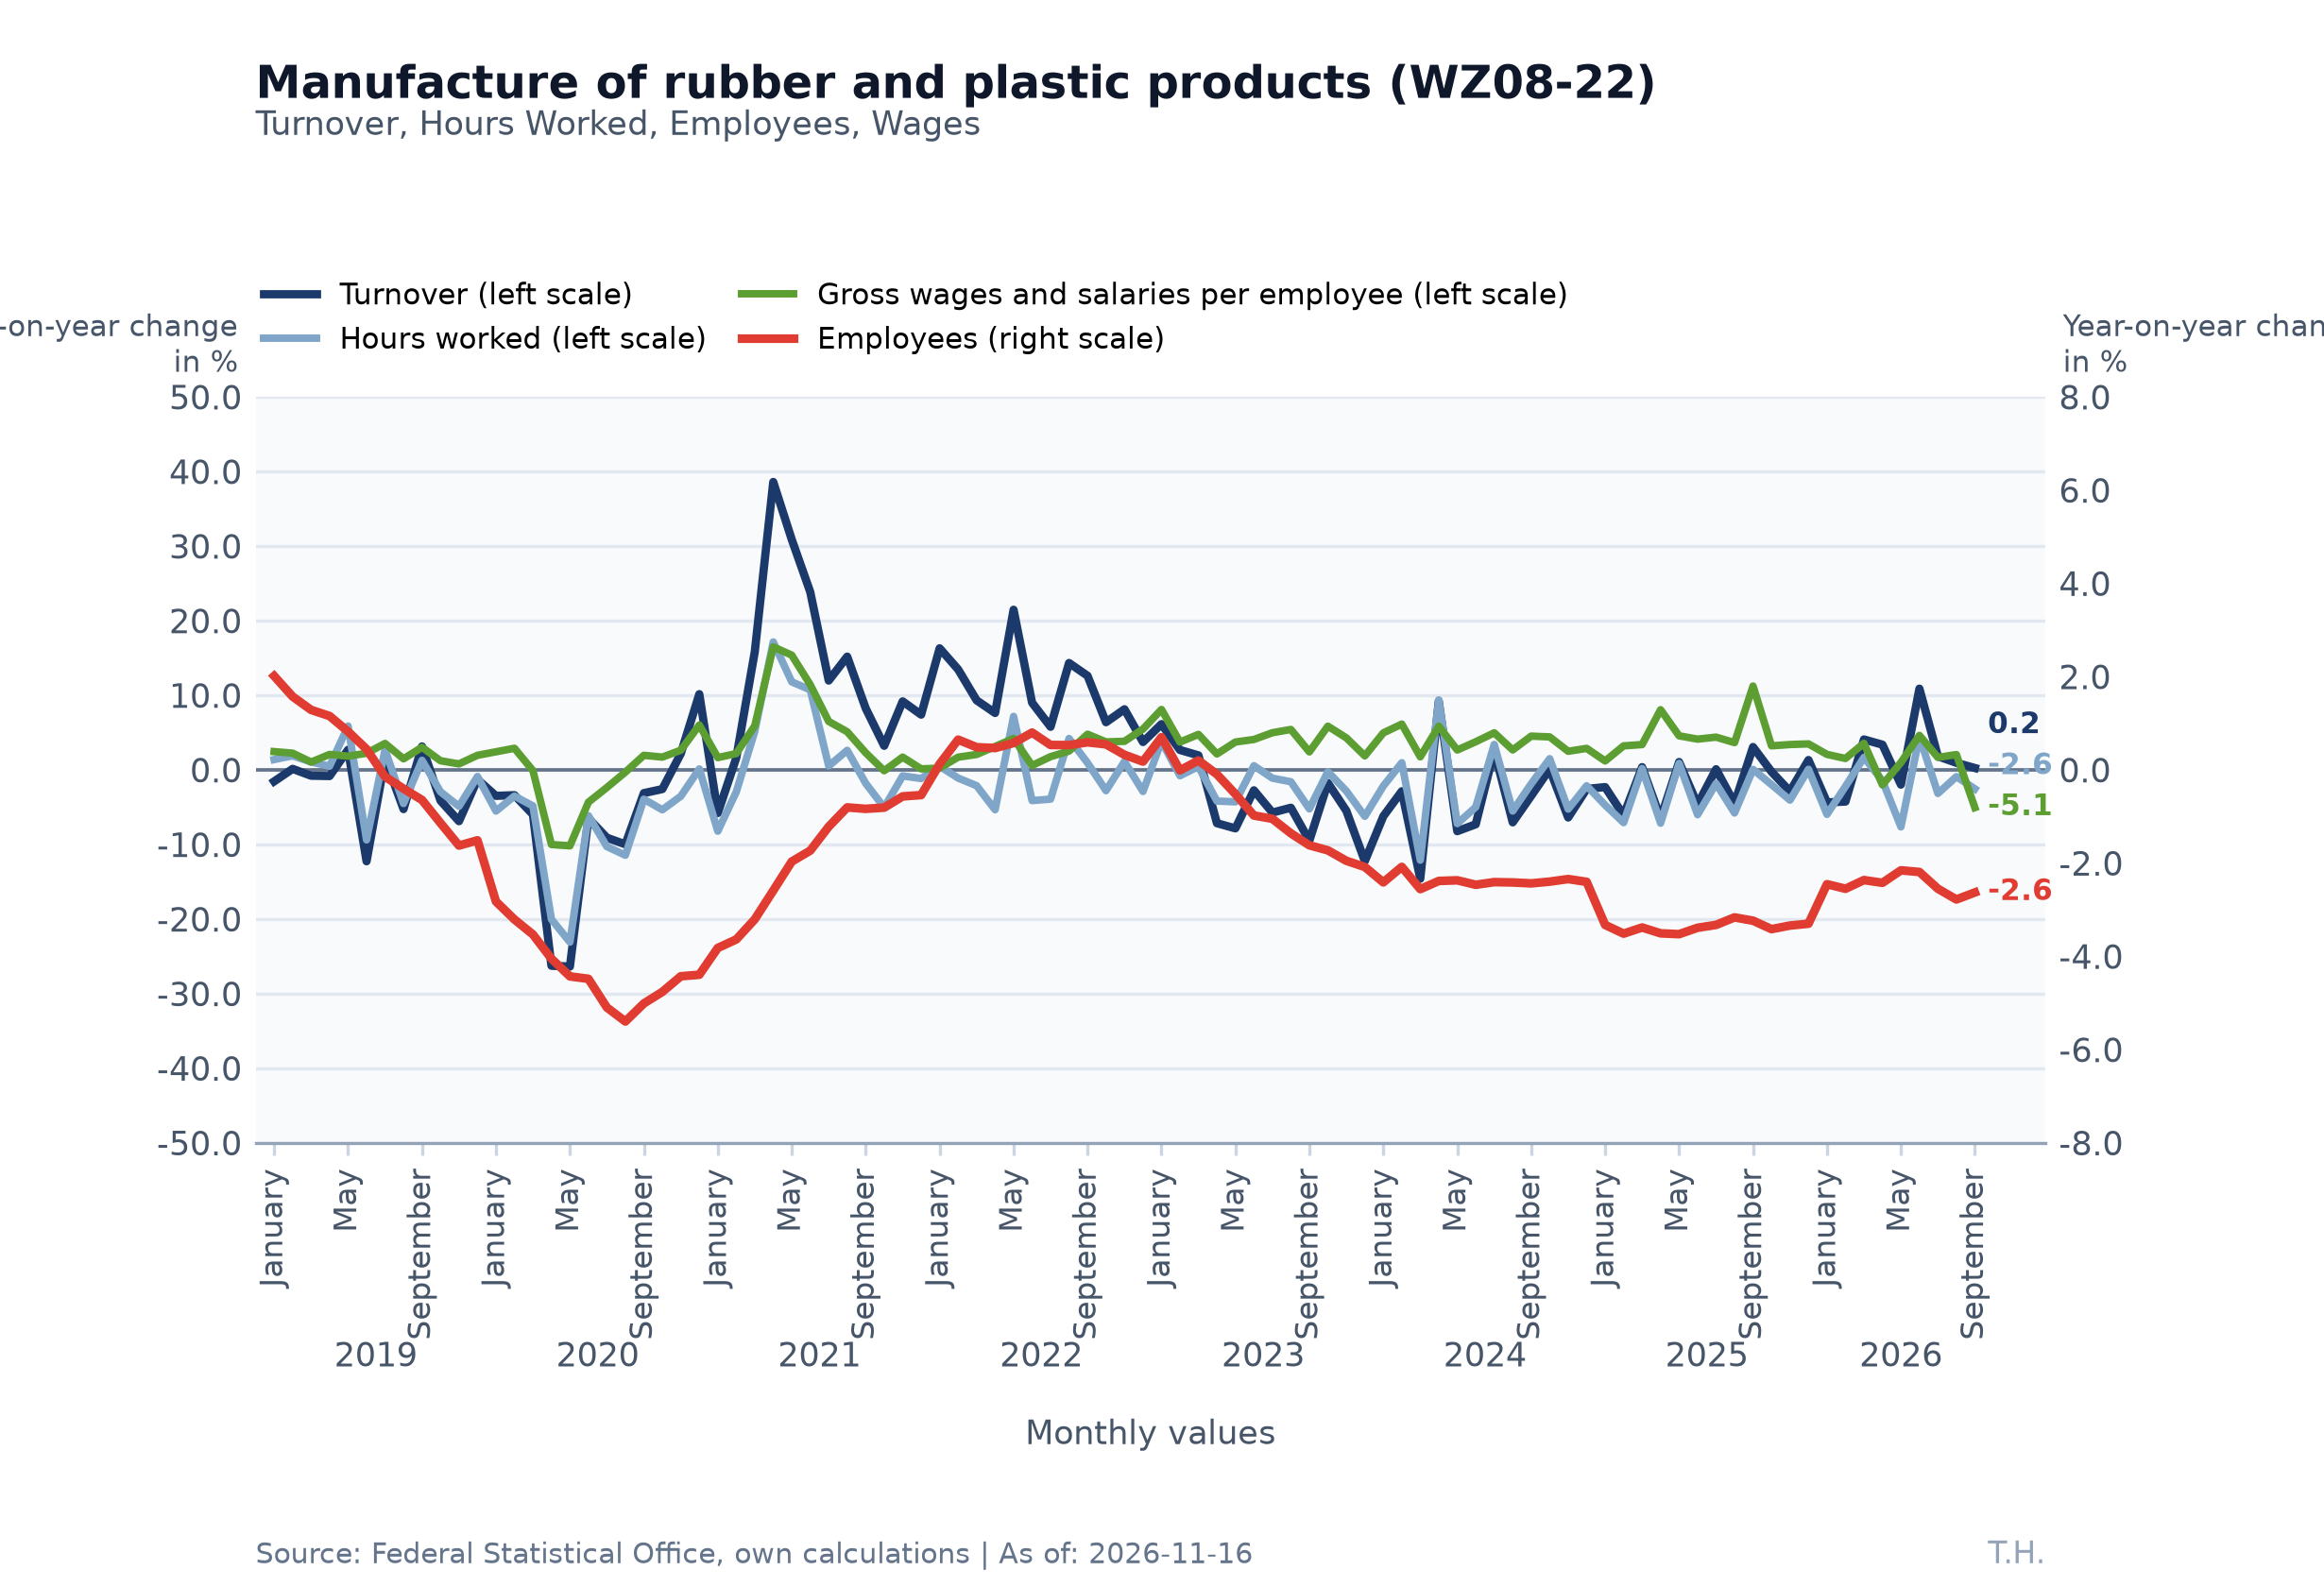 Manufacture of rubber and plastic products (WZ08-22)
Turnover, Hours Worked, Employees, Wages
Turnover (left scale)
Gross wages and salaries per employee (left scale)
Hours worked (left scale)
Employees (right scale)
-on-year change
in %
Year-on-year chan
in %
50.0
40.0
30.0
20.0
10.0
0.0
-10.0
-20.0
-30.0
-40.0
-50.0
8.0
6.0
4.0
2.0
0.0
-2.0
-4.0
-6.0
-8.0
0.2
-2.6
-5.1
-2.6
January
May
September
January
May
September
January
May
September
January
May
September
January
May
September
January
May
September
January
May
September
January
May
September
2019
2020
2021
2022
2023
2024
2025
2026
Monthly values
Source: Federal Statistical Office, own calculations | As of: 2026-11-16
T.H.